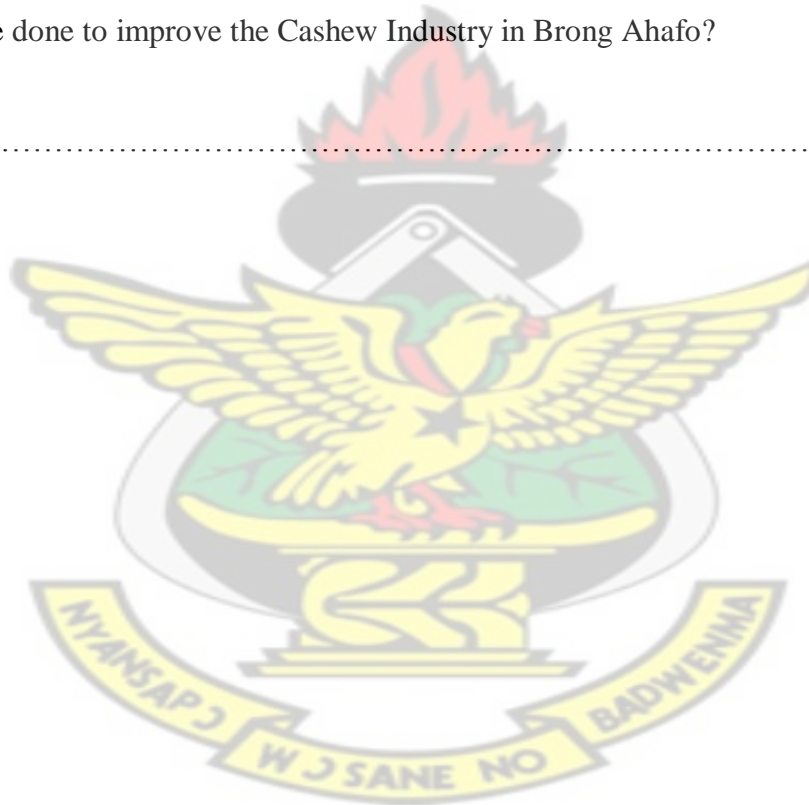 e done to improve the Cashew Industry in Brong Ahafo?
……………………………………………………………………………………
NYANSAPƆ WƆSANE NO BADWENMA